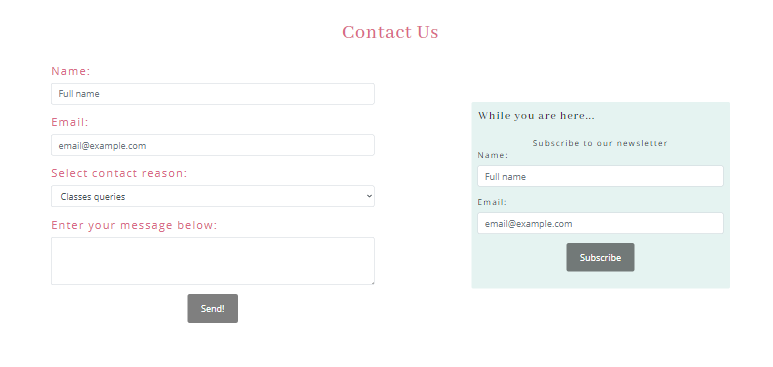 Contact Us
Name:
Full name
Email:
email@example.com
Select contact reason:
Classes queries
Enter your message below:
Send!
While you are here...
Subscribe to our newsletter
Name:
Full name
Email:
email@example.com
Subscribe